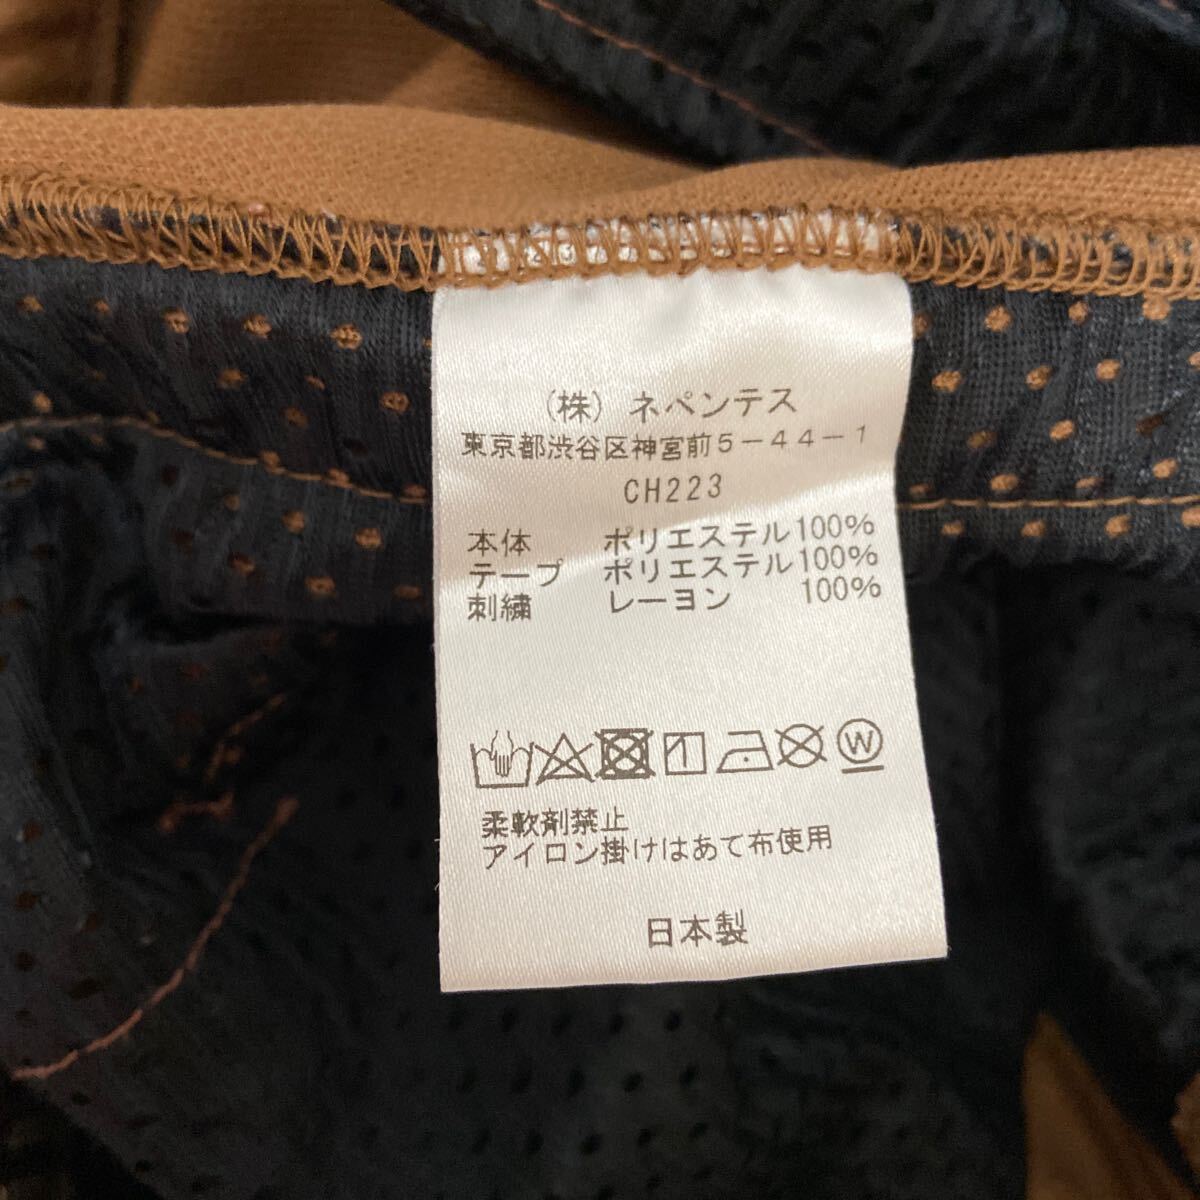 （株）ネペンテス
東京都渋谷区神宮前５－４４－１
CH223
本体 ポリエステル100%
テープ ポリエステル100%
刺繍 レーヨン 100%
W
柔軟剤禁止
アイロン掛けはあて布使用
日本製